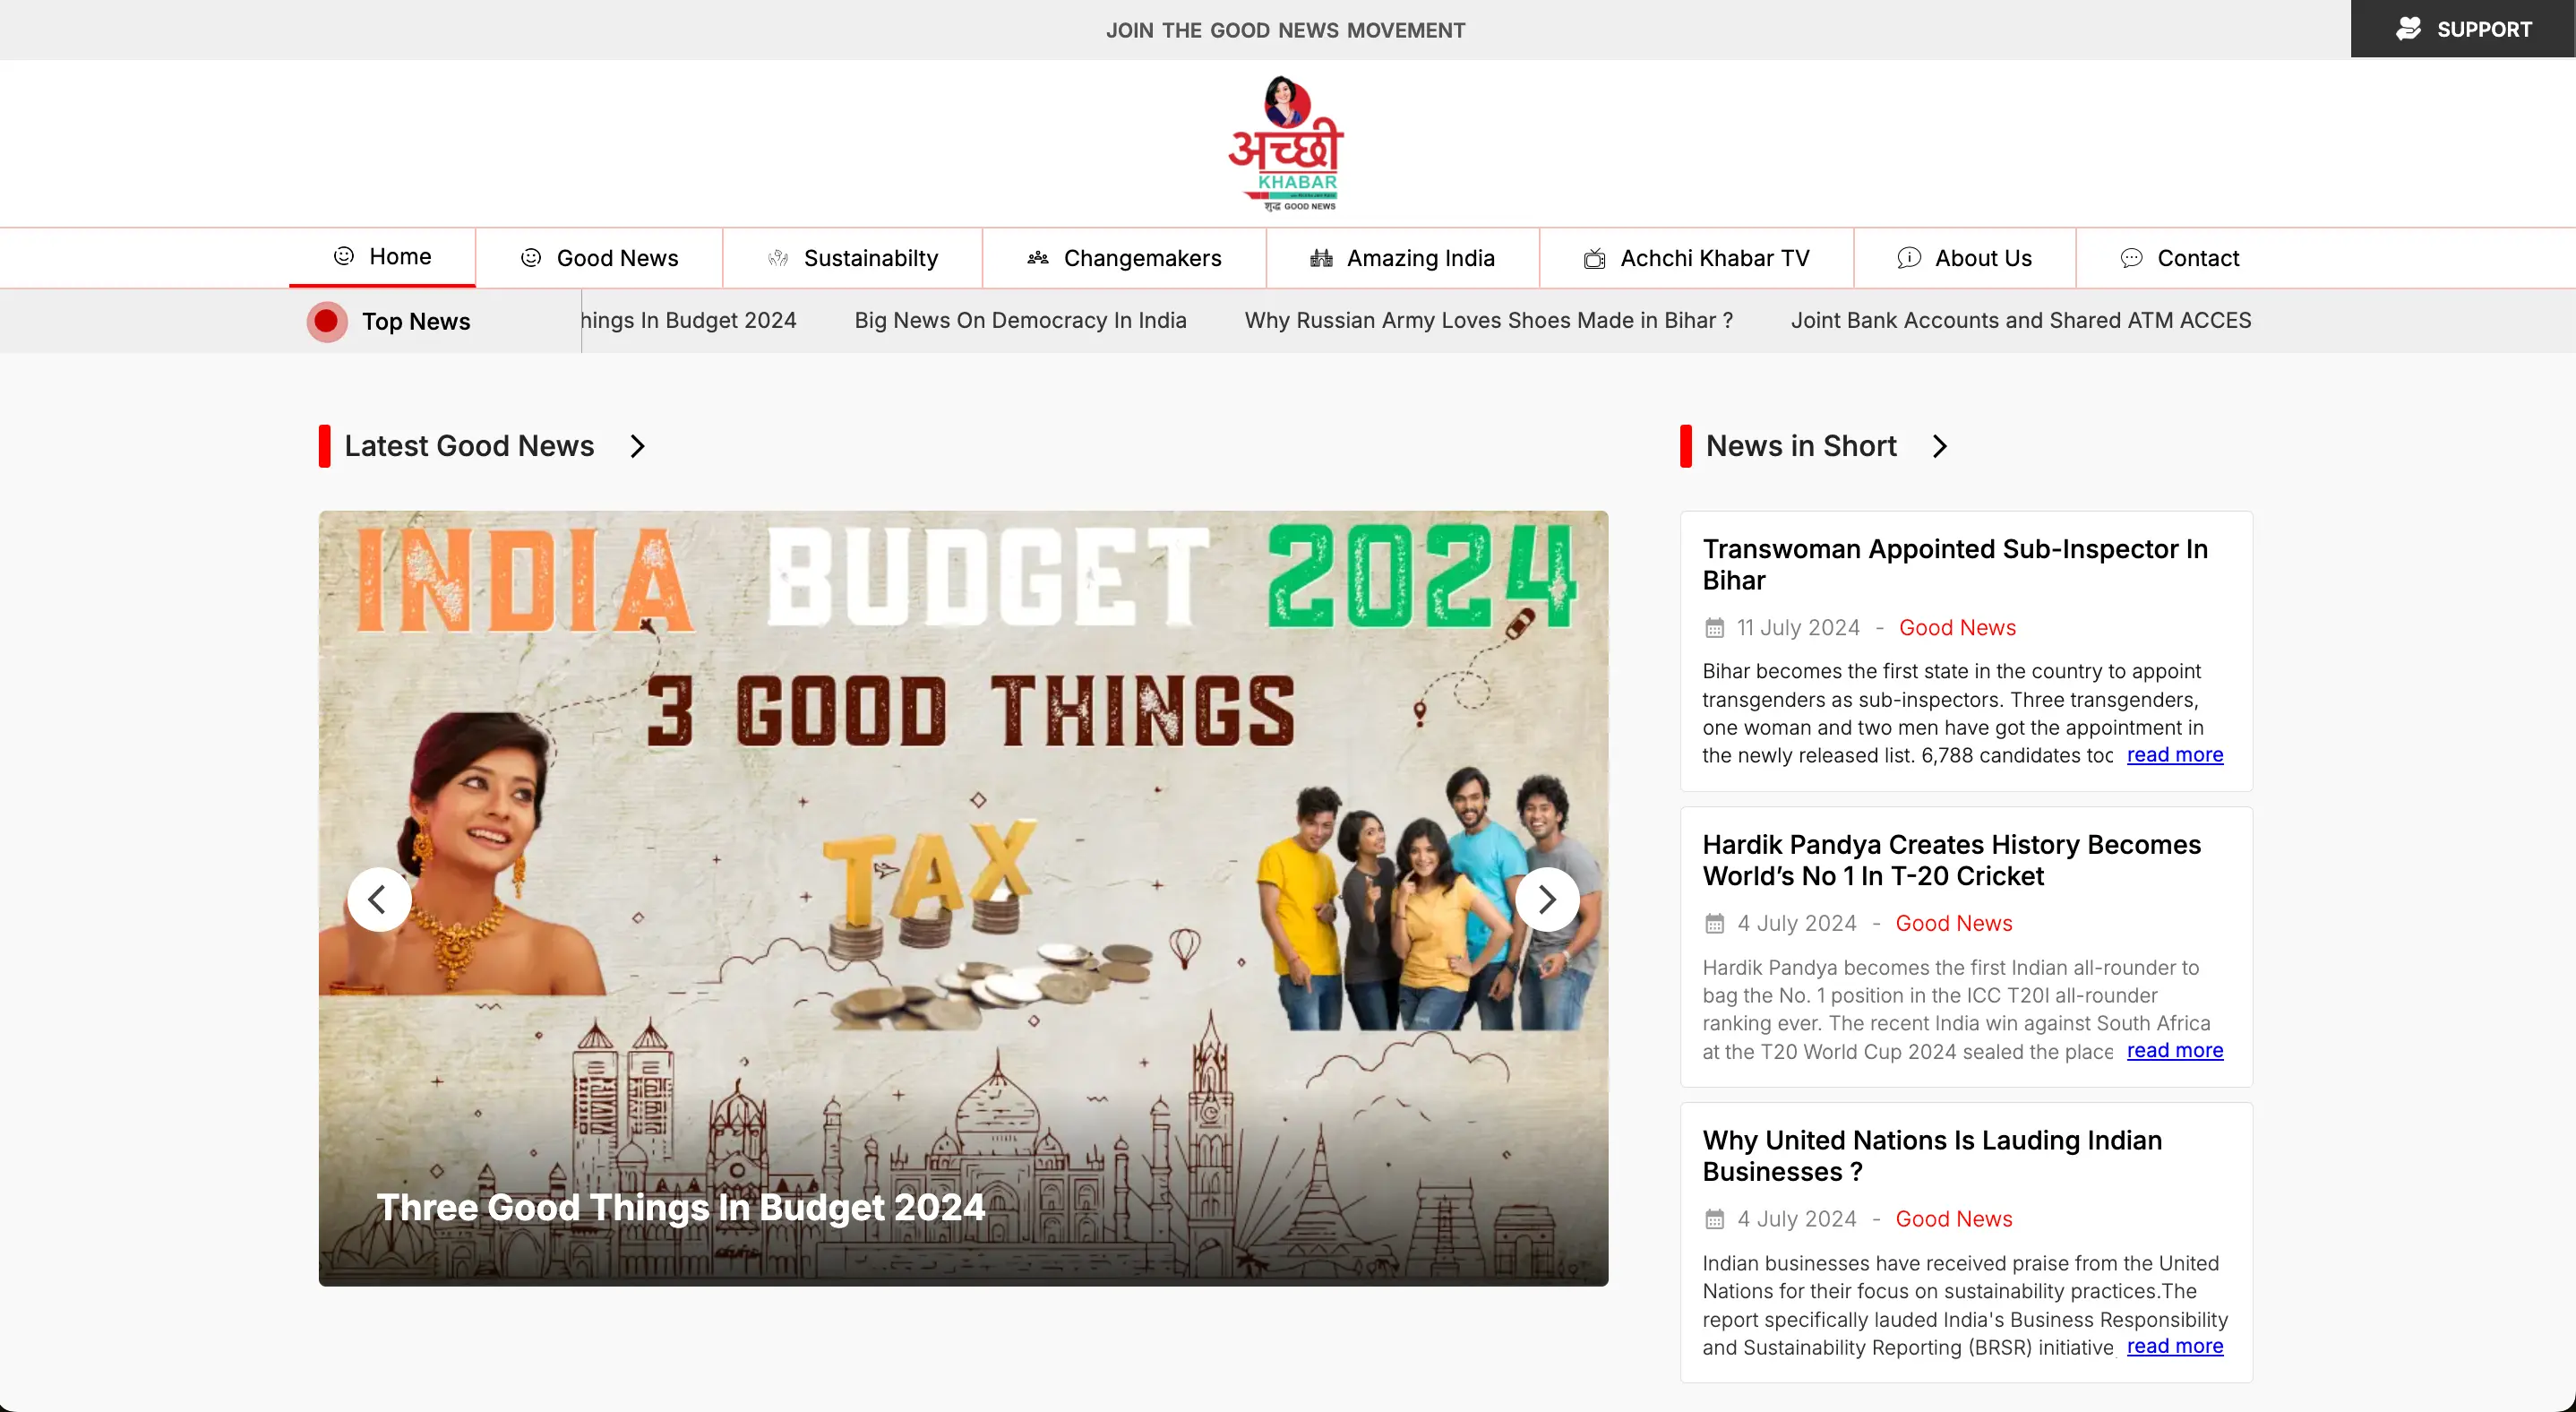 JOIN THE GOOD NEWS MOVEMENT
SUPPORT
अच्छी
KHABAR
शुद्ध GOOD NEWS
Home
Good News
Sustainabilty
Changemakers
Amazing India
Achchi Khabar TV
About Us
Contact
Top News
hings In Budget 2024
Big News On Democracy In India
Why Russian Army Loves Shoes Made in Bihar ?
Joint Bank Accounts and Shared ATM ACCES
Latest Good News
INDIA BUDGET 2024
3 GOOD THINGS
TAX
Three Good Things In Budget 2024
News in Short
Transwoman Appointed Sub-Inspector In
Bihar
11 July 2024 - Good News
Bihar becomes the first state in the country to appoint
transgenders as sub-inspectors. Three transgenders,
one woman and two men have got the appointment in
the newly released list. 6,788 candidates too read more
Hardik Pandya Creates History Becomes
World’s No 1 In T-20 Cricket
4 July 2024 - Good News
Hardik Pandya becomes the first Indian all-rounder to
bag the No. 1 position in the ICC T20I all-rounder
ranking ever. The recent India win against South Africa
at the T20 World Cup 2024 sealed the place read more
Why United Nations Is Lauding Indian
Businesses ?
4 July 2024 - Good News
Indian businesses have received praise from the United
Nations for their focus on sustainability practices.The
report specifically lauded India's Business Responsibility
and Sustainability Reporting (BRSR) initiative read more